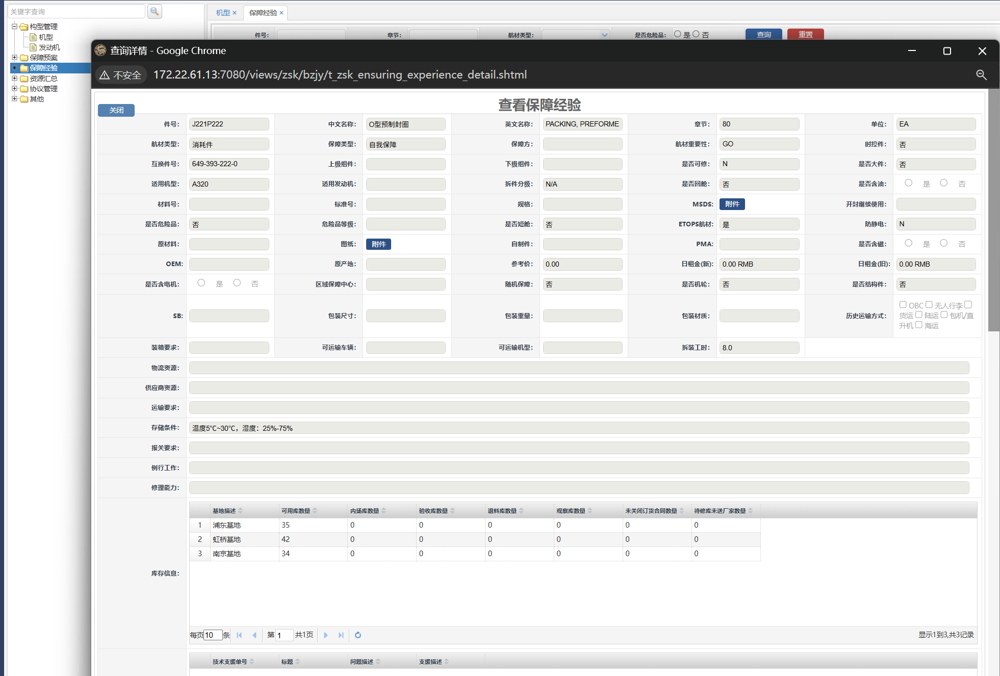 关键字查询
机型
保障经验
构型管理
机型
发动机
保障预案
保障经验
资源汇总
协议管理
其他
件号: 章节: 航材类型: 是否危险品: 是 否 查询 重置
查询详情 - Google Chrome
不安全 172.22.61.13:7080/views/zsk/bzjy/t_zsk_ensuring_experience_detail.shtml
查看保障经验
关闭
件号: J221P222 中文名称: O型预制封圈 英文名称: PACKING, PREFORME 章节: 80 单位: EA
航材类型: 消耗件 保障类型: 自我保障 保障方: 航材重要性: GO 时控件: 否
互换件号: 649-393-222-0 上级组件: 下级组件: 是否可修: N 是否大件: 否
适用机型: A320 适用发动机: 拆件分级: N/A 是否回舱: 否 是否含油: 是 否
材料号: 标准号: 规格: MSDS: 附件 开封继续使用:
是否危险品: 否 危险品等级: 是否短舱: 否 ETOPS航材: 是 防静电: N
原材料: 图纸: 附件 自制件: PMA: 是否含磁: 是 否
OEM: 原产地: 参考价: 0.00 日租金(新): 0.00 RMB 日租金(旧): 0.00 RMB
是否含电机: 是 否 区域保障中心: 随机保障: 否 是否机轮: 否 是否结构件: 否
SB: 包装尺寸: 包装重量: 包装材质: 历史运输方式: OBC 无人行李
货运 陆运 包机/直
升机 海运
装箱要求: 可运输车辆: 可运输机型: 拆装工时: 8.0
物流资源:
供应商资源:
运输要求:
存储条件: 温度5℃~30℃，湿度：25%-75%
报关要求:
例行工作:
修理能力:
库存信息:
基地描述 可用库数量 内场库数量 验收库数量 退料库数量 观察库数量 未关闭订货合同数量 待修库未送厂家数量
1 浦东基地 35 0 0 0 0 0 0
2 虹桥基地 42 0 0 0 0 0 0
3 南京基地 34 0 0 0 0 0 0
每页 10 条 第 1 共1页 显示1到3,共3记录
技术支援单号 标题 问题描述 支援描述